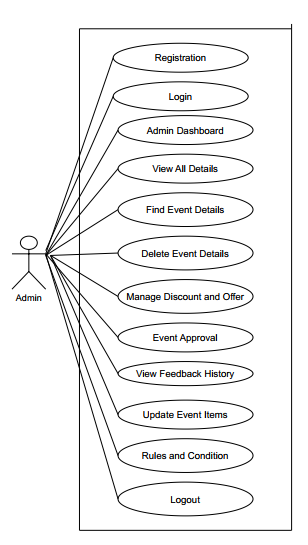 Registration
Login
Admin Dashboard
View All Details
Find Event Details
Delete Event Details
Admin
Manage Discount and Offer
Event Approval
View Feedback History
Update Event Items
Rules and Condition
Logout